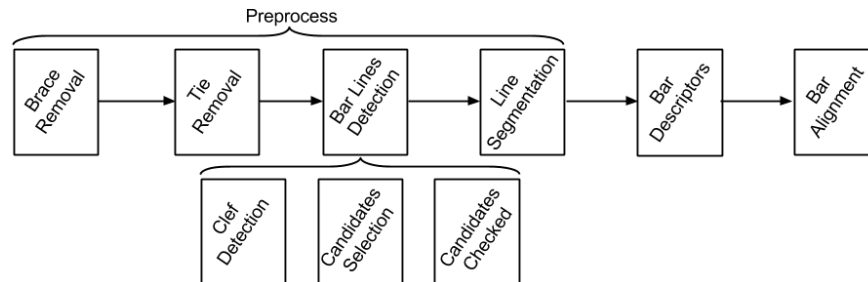 Preprocess
Brace
Removal
Tie
Removal
Bar Lines
Detection
Line
Segmentation
Bar
Descriptors
Bar
Alignment
Clef
Detection
Candidates
Selection
Candidates
Checked